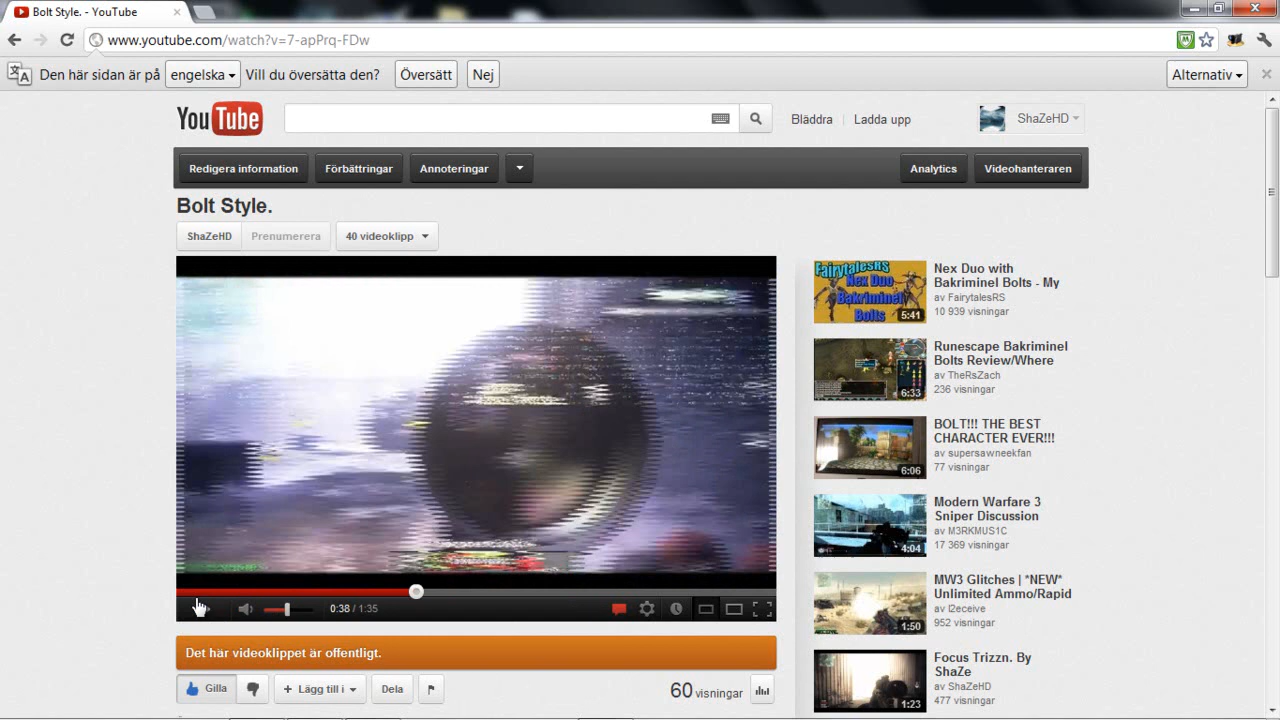 Bolt Style. - YouTube
www.youtube.com/watch?v=7-apPrq-FDw
Den här sidan är på engelska Vill du översätta den? Översätt Nej Alternativ
YouTube Bläddra Ladda upp ShaZeHD
Redigera information Förbättringar Annoteringar Analytics Videohanteraren
Bolt Style.
ShaZeHD Prenumerera 40 videoklipp
0:38 / 1:35
Det här videoklippet är offentligt.
Gilla Lägg till i Dela 60 visningar
FairytalesRS
Nex Duo
Bakriminel
Bolts
5:41
Nex Duo with
Bakriminel Bolts - My
av FairytalesRS
10 939 visningar
6:33
Runescape Bakriminel
Bolts Review/Where
av TheRsZach
236 visningar
6:06
BOLT!!! THE BEST
CHARACTER EVER!!!
av supersawneekfan
77 visningar
4:04
Modern Warfare 3
Sniper Discussion
av M3RKMUS1C
17 369 visningar
1:50
MW3 Glitches | *NEW*
Unlimited Ammo/Rapid
av I2eceive
952 visningar
1:23
Focus Trizzn. By
ShaZe
av ShaZeHD
477 visningar